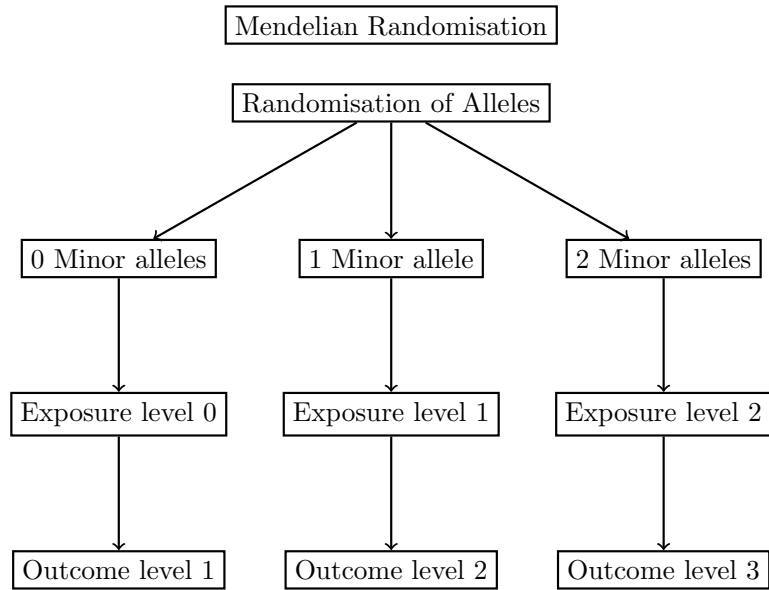 Mendelian Randomisation
Randomisation of Alleles
0 Minor alleles
1 Minor allele
2 Minor alleles
Exposure level 0
Exposure level 1
Exposure level 2
Outcome level 1
Outcome level 2
Outcome level 3